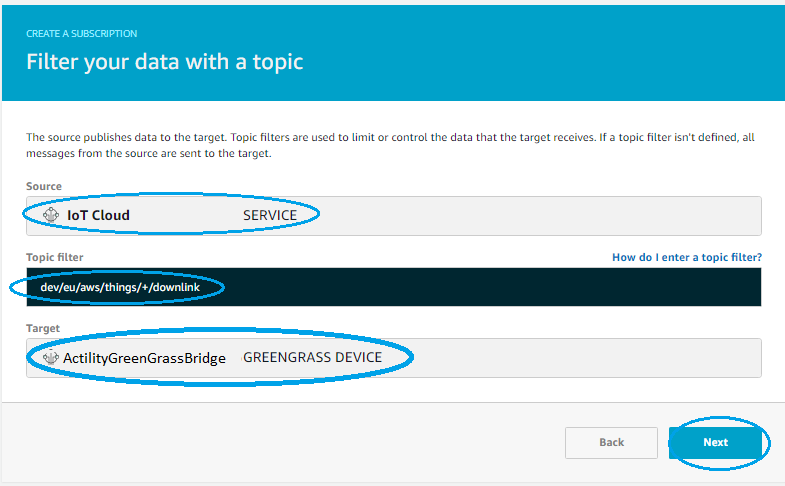 CREATE A SUBSCRIPTION
Filter your data with a topic
The source publishes data to the target. Topic filters are used to limit or control the data that the target receives. If a topic filter isn't defined, all
messages from the source are sent to the target.
Source
IoT Cloud SERVICE
Topic filter How do I enter a topic filter?
dev/eu/aws/things/+/downlink
Target
ActilityGreenGrassBridge GREENGRASS DEVICE
Back Next